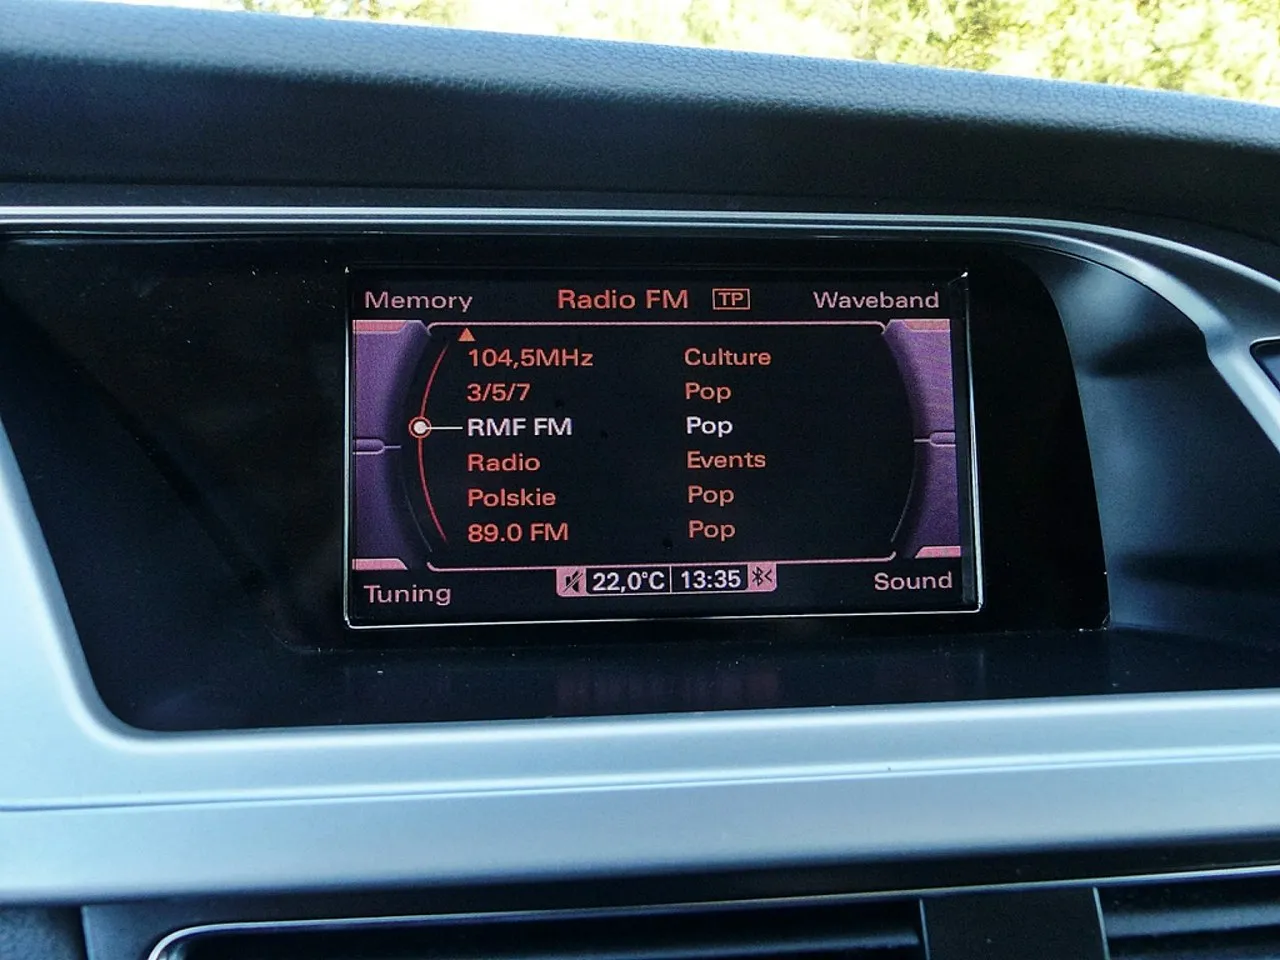 Memory Radio FM TP Waveband
104,5MHz Culture
3/5/7 Pop
RMF FM Pop
Radio Events
Polskie Pop
89.0 FM Pop
Tuning 22,0°C 13:35 Sound